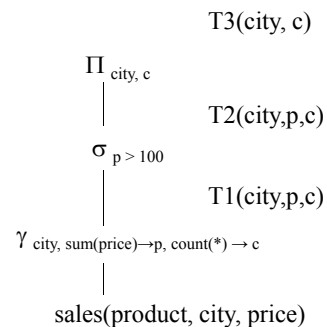 T3(city, c)
Π city, c
T2(city,p,c)
σ p > 100
T1(city,p,c)
γ city, sum(price)→p, count(*) → c
sales(product, city, price)